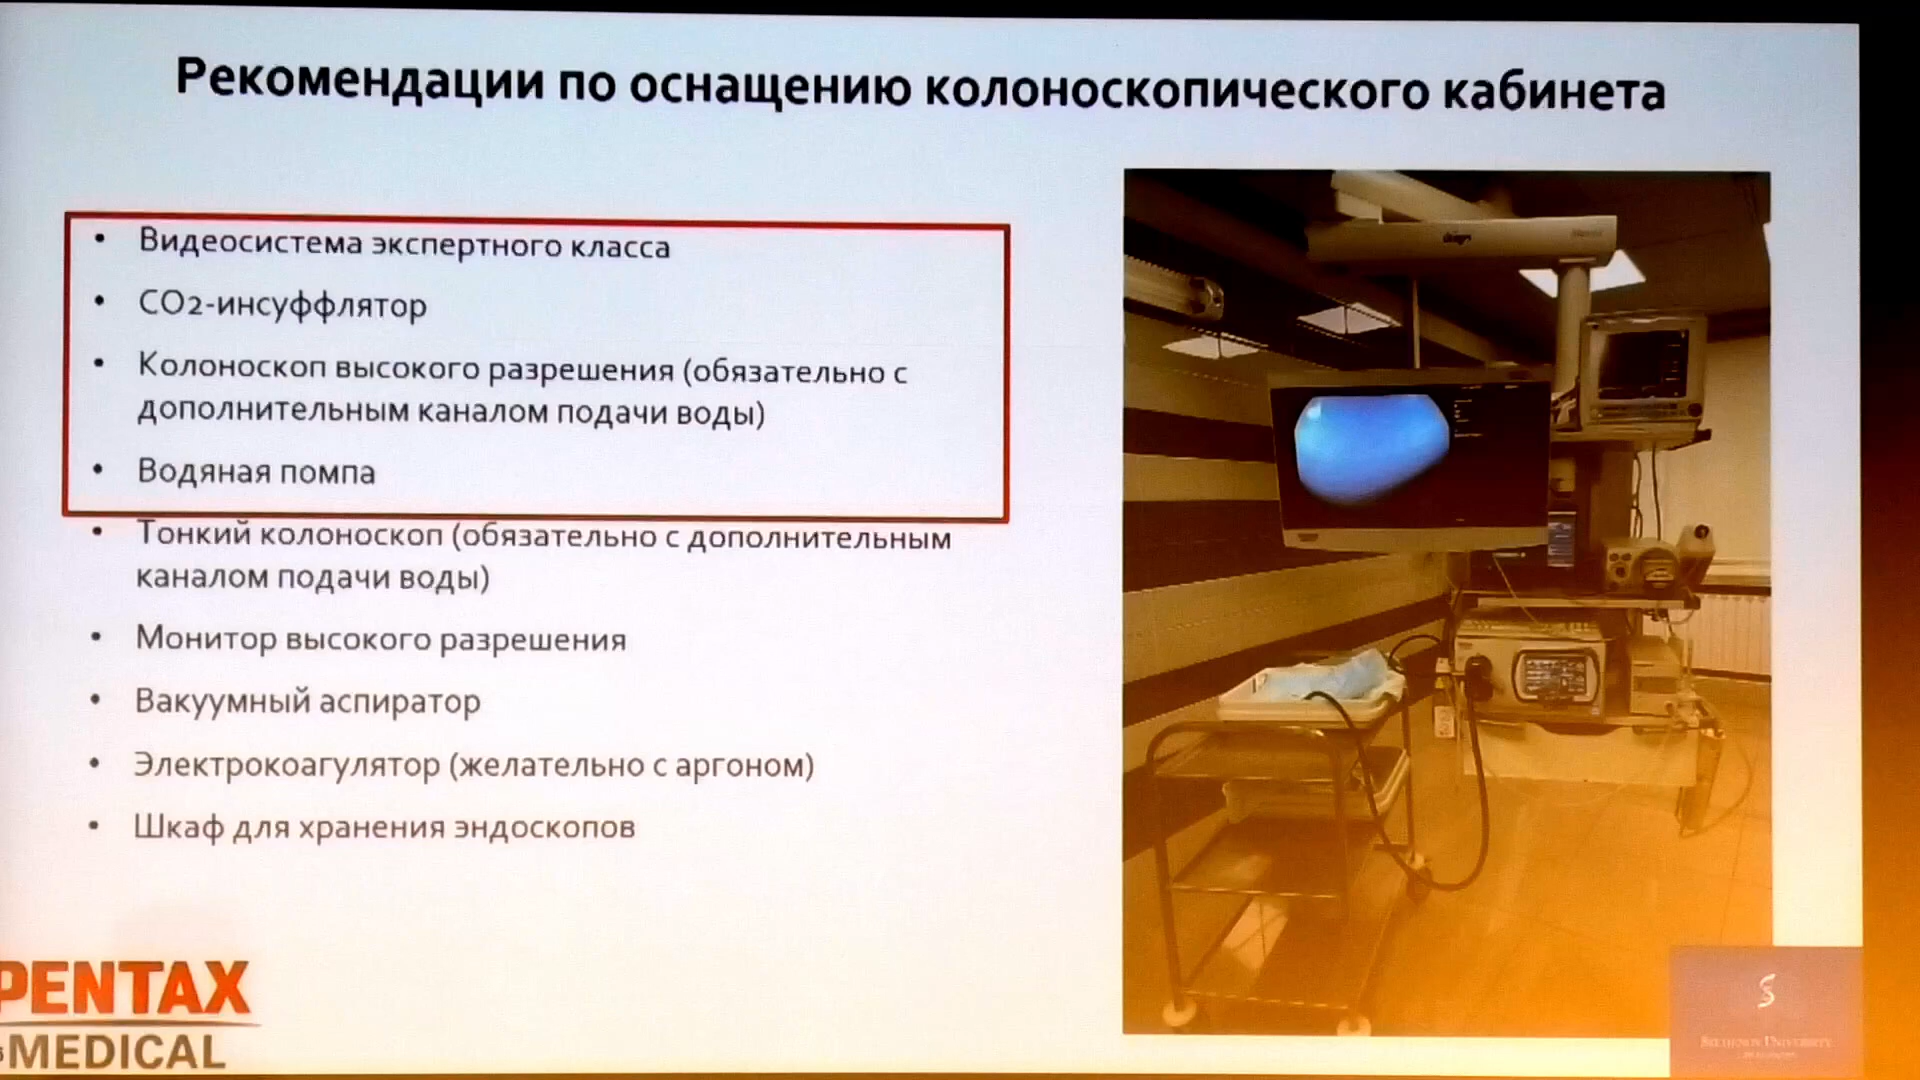 Рекомендации по оснащению колоноскопического кабинета
• Видеосистема экспертного класса
• СО2-инсуффлятор
• Колоноскоп высокого разрешения (обязательно с
дополнительным каналом подачи воды)
• Водяная помпа
• Тонкий колоноскоп (обязательно с дополнительным
каналом подачи воды)
• Монитор высокого разрешения
• Вакуумный аспиратор
• Электрокоагулятор (желательно с аргоном)
• Шкаф для хранения эндоскопов
PENTAX
MEDICAL
SECHENOV UNIVERSITY